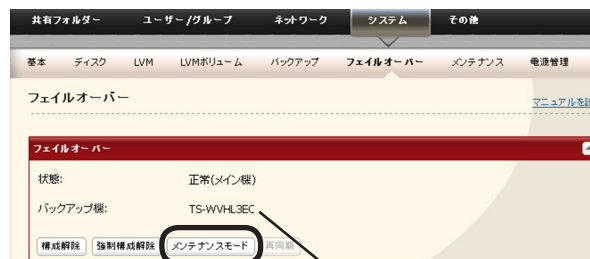 共有フォルダー ユーザー/グループ ネットワーク システム その他
基本 ディスク LVM LVMボリューム バックアップ フェイルオーバー メンテナンス 電源管理
フェイルオーバー
マニュアルを
フェイルオーバー
状態: 正常(メイン機)
バックアップ機: TS-WVHL3EC
構成解除 強制構成解除 メンテナンスモード 再同期